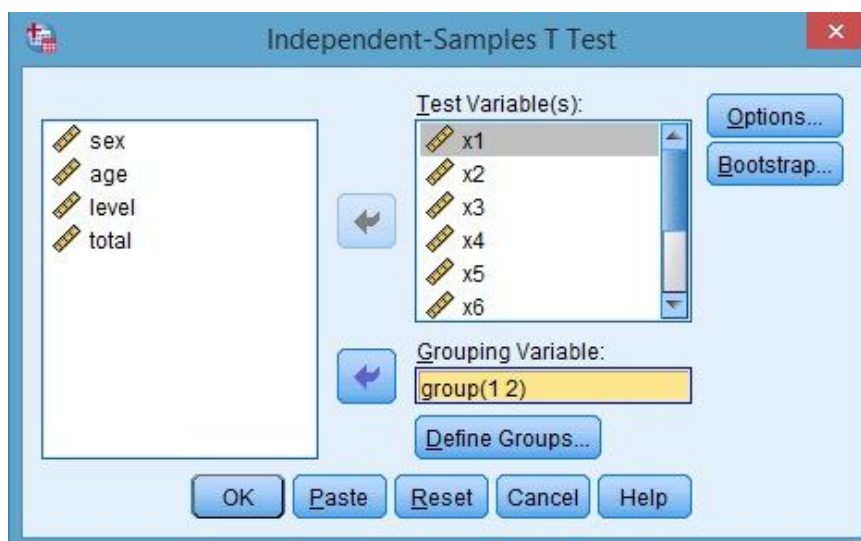 Independent-Samples T Test
sex
age
level
total
Test Variable(s):
x1
x2
x3
x4
x5
x6
Options...
Bootstrap...
Grouping Variable:
group(1 2)
Define Groups...
OK Paste Reset Cancel Help